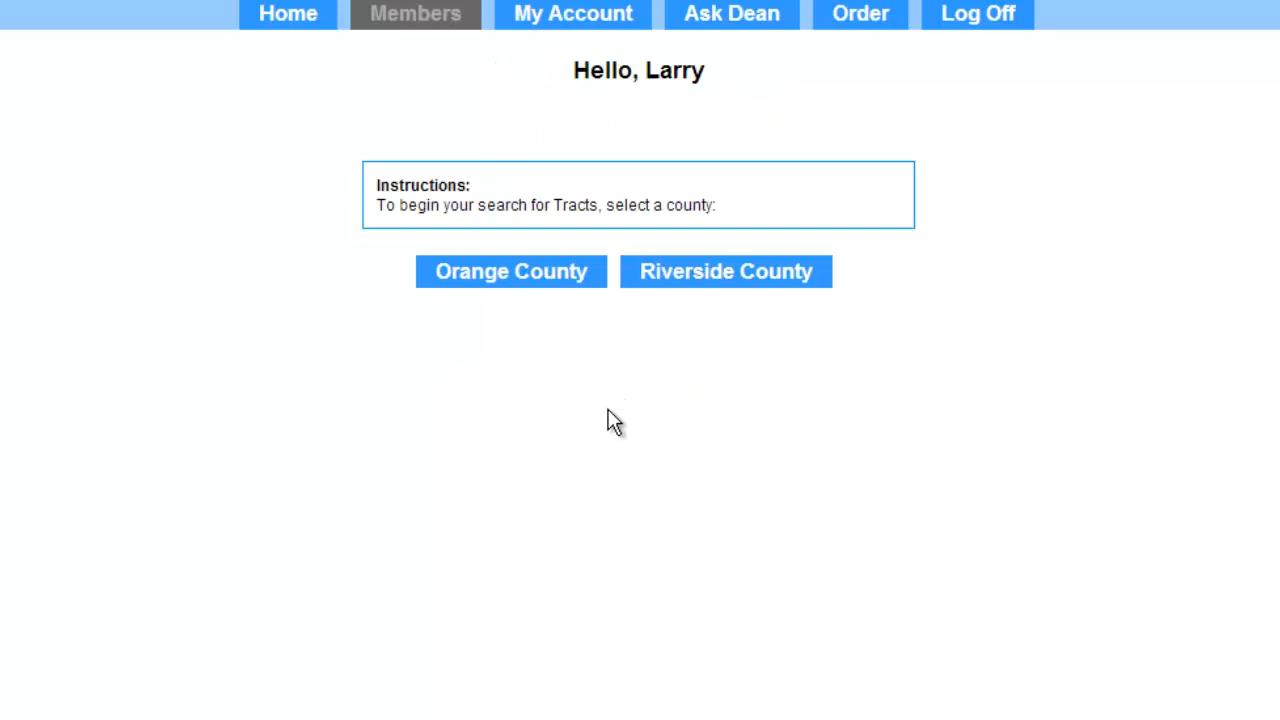 Home Members My Account Ask Dean Order Log Off
Hello, Larry
Instructions:
To begin your search for Tracts, select a county:
Orange County Riverside County